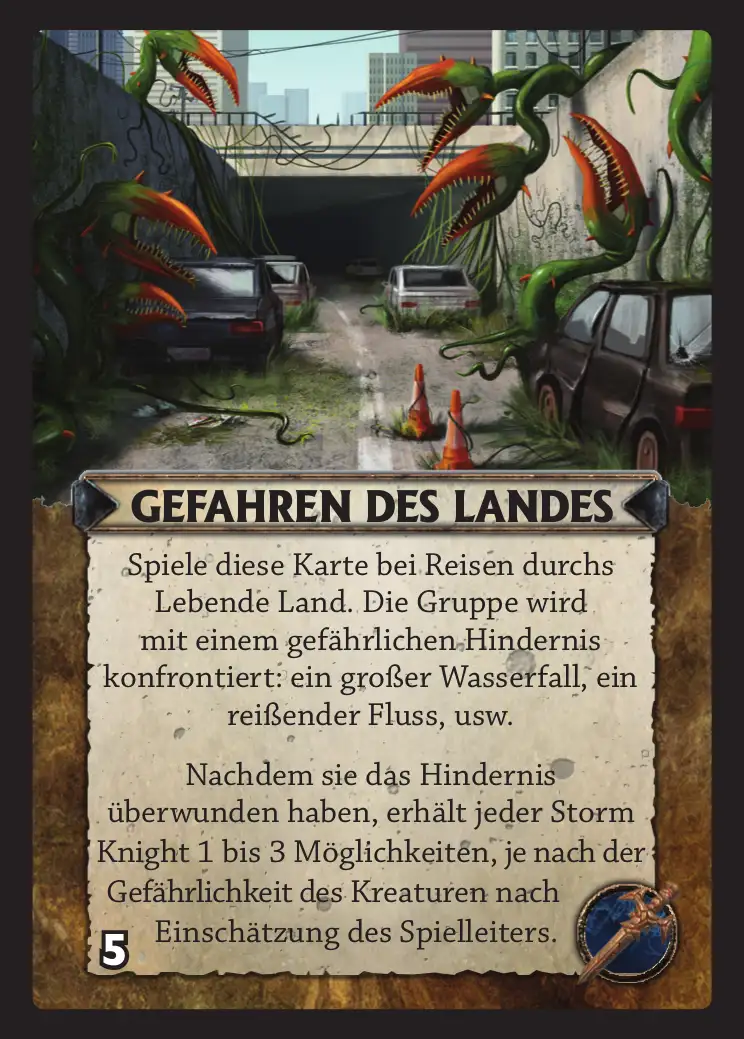 GEFAHREN DES LANDES
Spiele diese Karte bei Reisen durchs
Lebende Land. Die Gruppe wird
mit einem gefährlichen Hindernis
konfrontiert: ein großer Wasserfall, ein
reißender Fluss, usw.
Nachdem sie das Hindernis
überwunden haben, erhält jeder Storm
Knight 1 bis 3 Möglichkeiten, je nach der
Gefährlichkeit des Kreaturen nach
Einschätzung des Spielleiters.
5